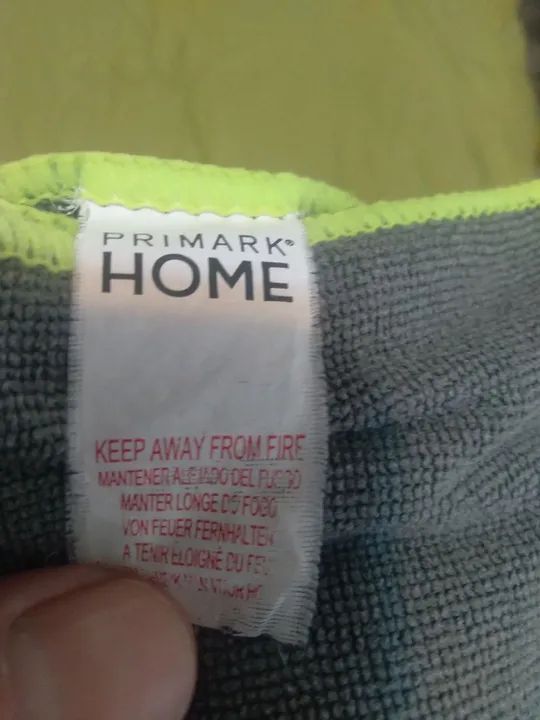 PRIMARK®
HOME
KEEP AWAY FROM FIRE
MANTENER ALEJADO DEL FUEGO
MANTER LONGE DO FOGO
VON FEUER FERNHALTEN
A TENIR ÉLOIGNÉ DU FEU